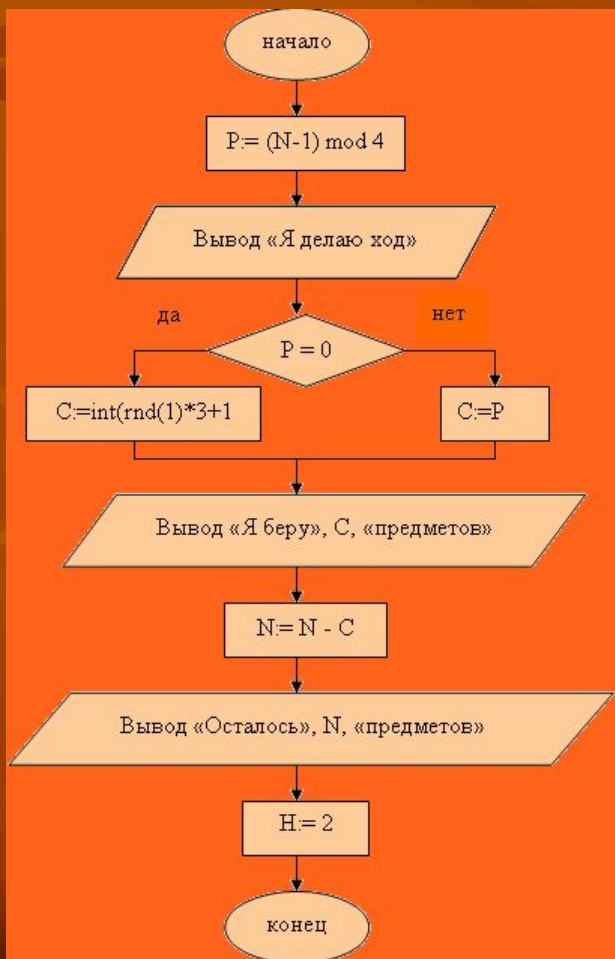 начало
P:= (N-1) mod 4
Вывод «Я делаю ход»
да
нет
P = 0
C:=int(rnd(1)*3+1
C:=P
Вывод «Я беру», C, «предметов»
N:= N - C
Вывод «Осталось», N, «предметов»
H:= 2
конец